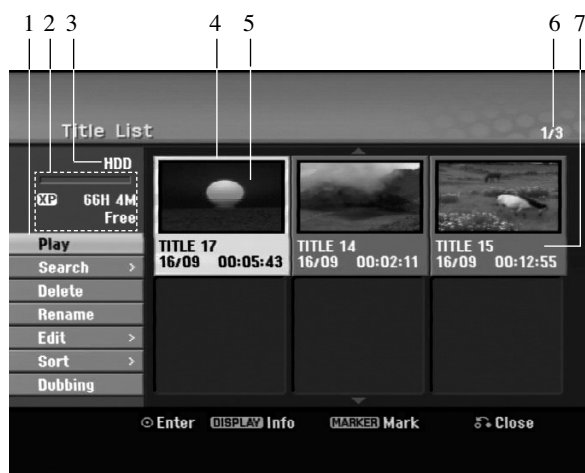 1 2 3 4 5 6 7
Title List
1/3
HDD
XP 66H 4M
Free
Play
Search >
Delete
Rename
Edit >
Sort >
Dubbing
TITLE 17
16/09 00:05:43
TITLE 14
16/09 00:02:11
TITLE 15
16/09 00:12:55
Enter DISPLAY Info MARKER Mark Close